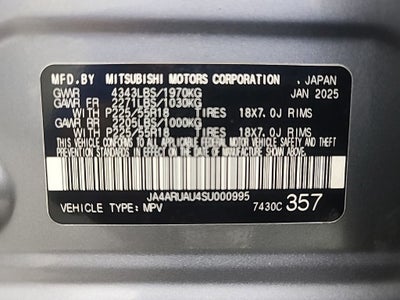 MFD.BY MITSUBISHI MOTORS CORPORATION , JAPAN
GVWR 4343LBS/1970KG JAN 2025
GAWR FR 2271LBS/1030KG
WITH P225/55R18 TIRES 18X7.0J RIMS
GAWR RR 2205LBS/1000KG
WITH P225/55R18 TIRES 18X7.0J RIMS
THIS VEHICLE CONFORMS TO ALL APPLICABLE
FEDERAL MOTOR VEHICLE SAFETY AND THEFT
PREVENTION STANDARDS IN EFFECT ON THE DATE
OF MANUFACTURE SHOWN ABOVE.
JA4ARUAU4SU000995
VEHICLE TYPE: MPV 7430C 357